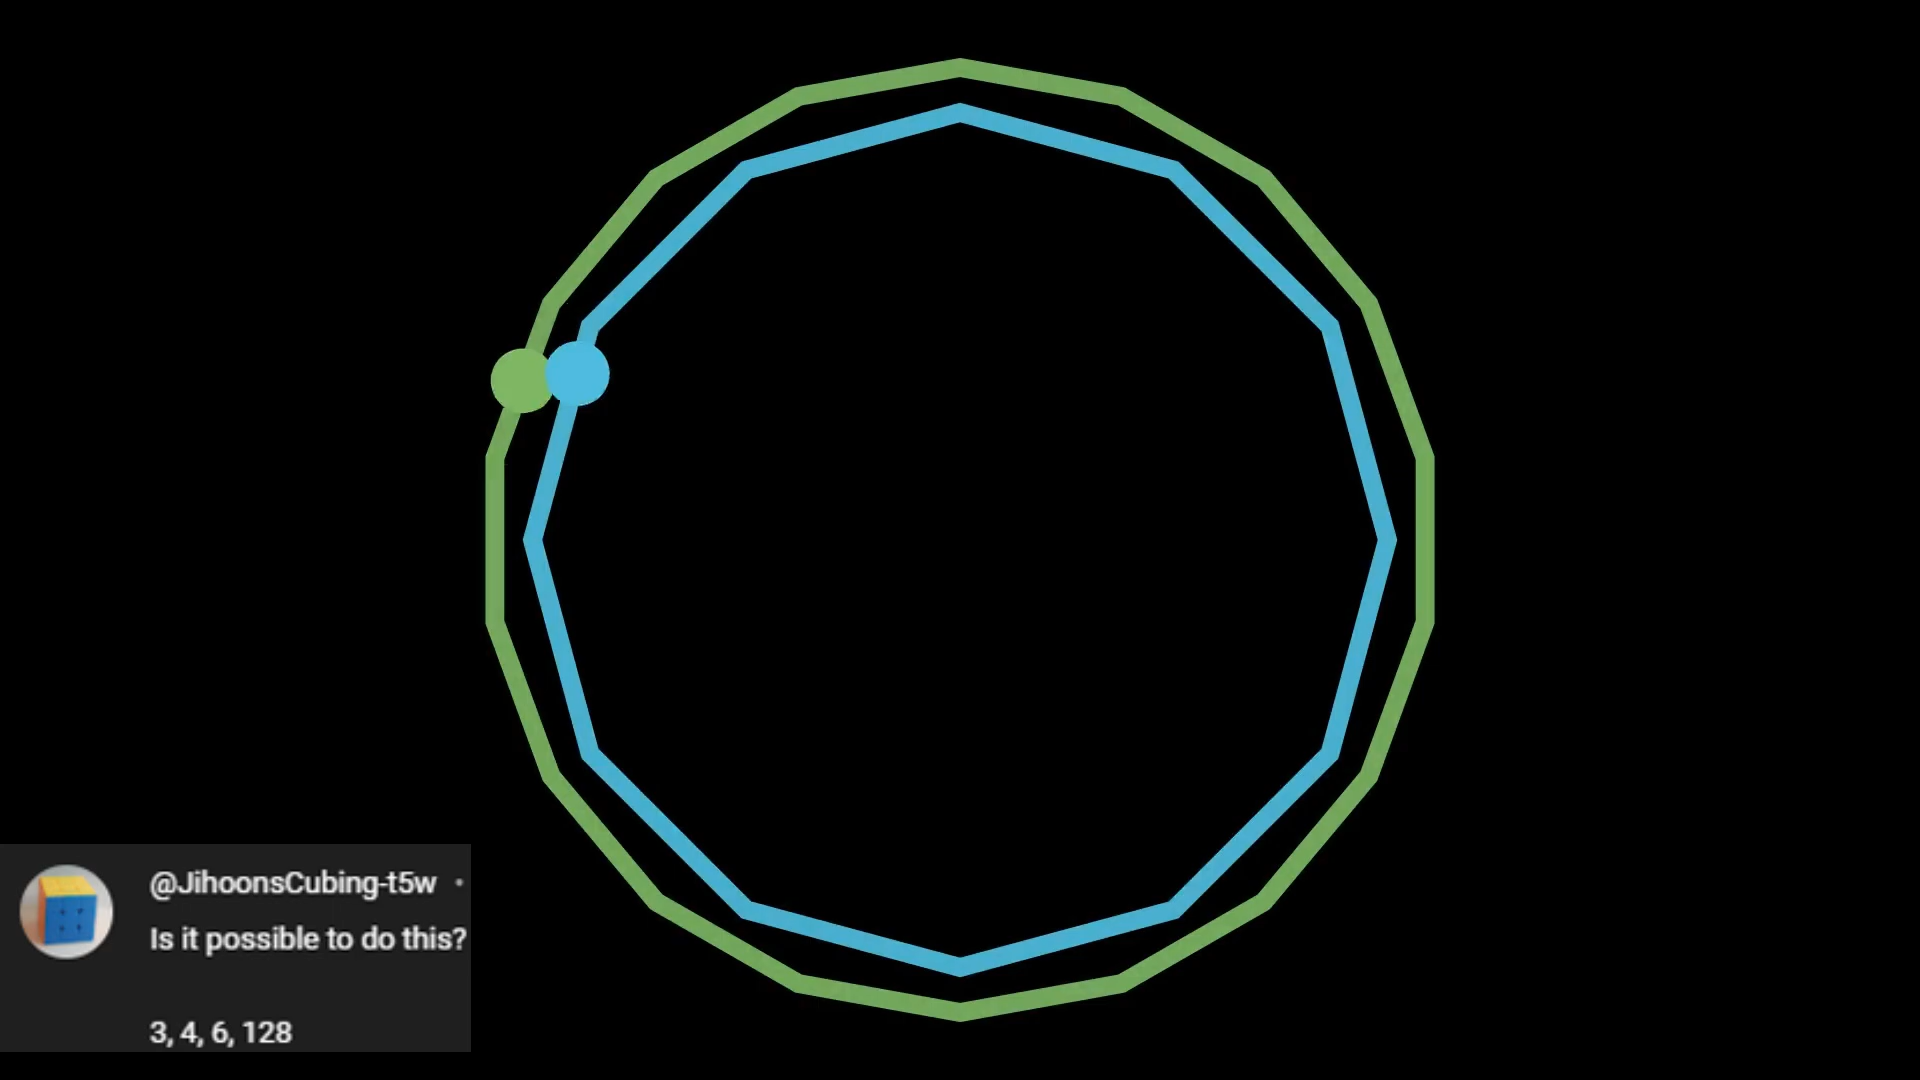 @JihoonsCubing-t5w •
Is it possible to do this?
3, 4, 6, 128